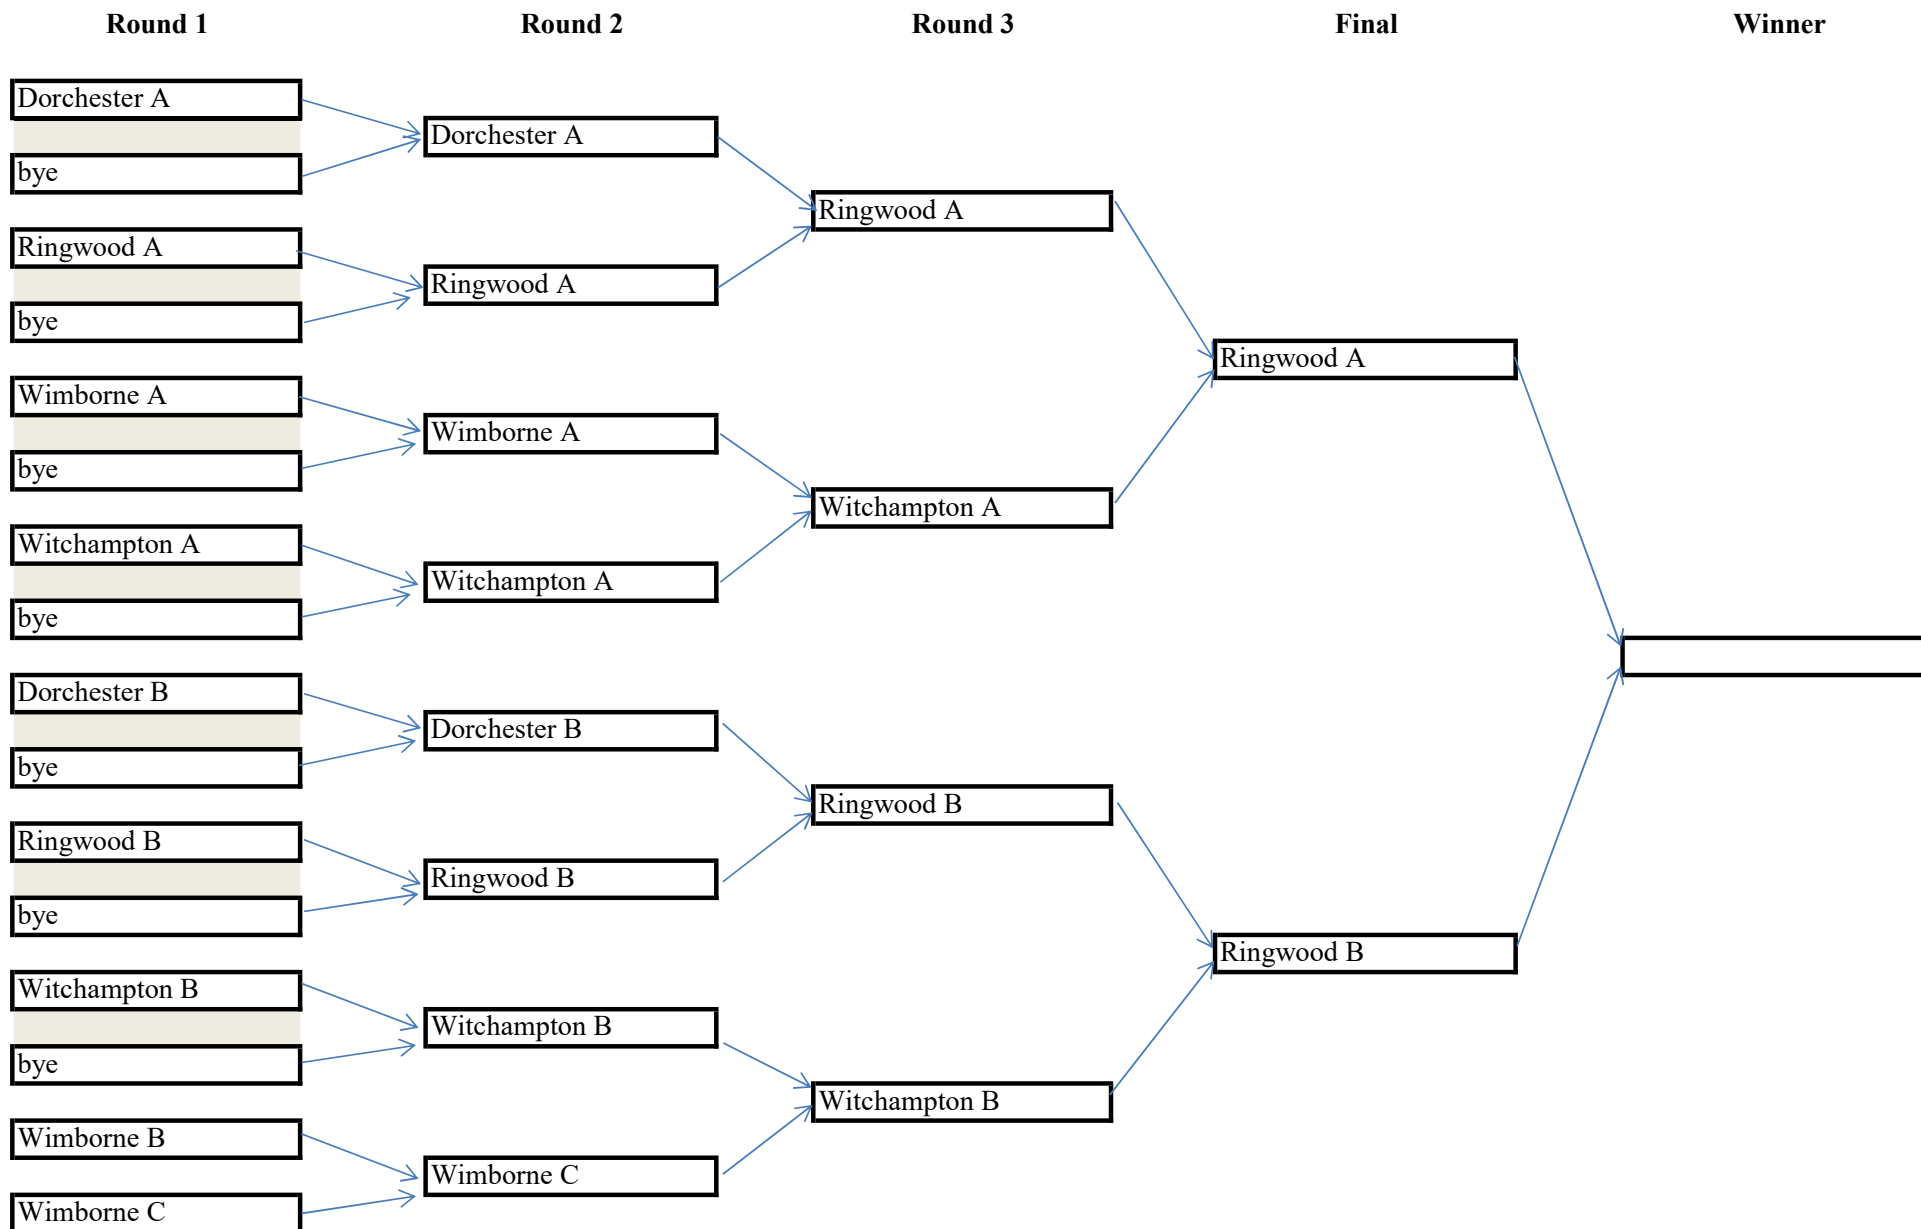 Round 1 Round 2 Round 3 Final Winner
Dorchester A
Dorchester A
bye
Ringwood A
Ringwood A
Ringwood A
bye
Ringwood A
Wimborne A
Wimborne A
bye
Witchampton A
Witchampton A
Witchampton A
bye
Dorchester B
Dorchester B
bye
Ringwood B
Ringwood B
Ringwood B
bye
Ringwood B
Witchampton B
Witchampton B
bye
Witchampton B
Wimborne B
Wimborne C
Wimborne C